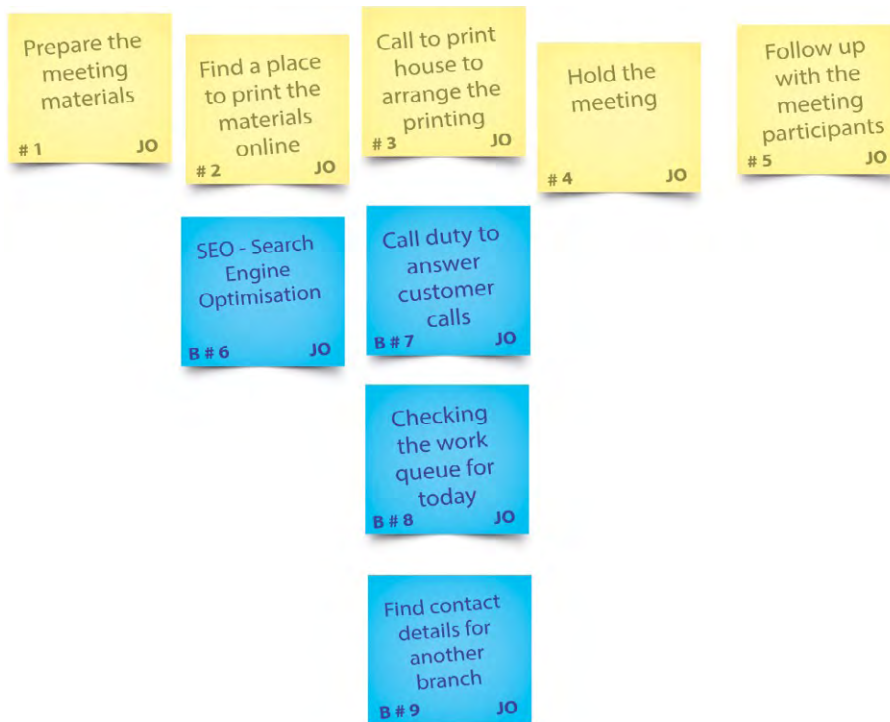 Prepare the
meeting
materials
# 1 JO
Find a place
to print the
materials
online
# 2 JO
Call to print
house to
arrange the
printing
# 3 JO
Hold the
meeting
# 4 JO
Follow up
with the
meeting
participants
# 5 JO
SEO - Search
Engine
Optimisation
B # 6 JO
Call duty to
answer
customer
calls
B # 7 JO
Checking
the work
queue for
today
B # 8 JO
Find contact
details for
another
branch
B # 9 JO